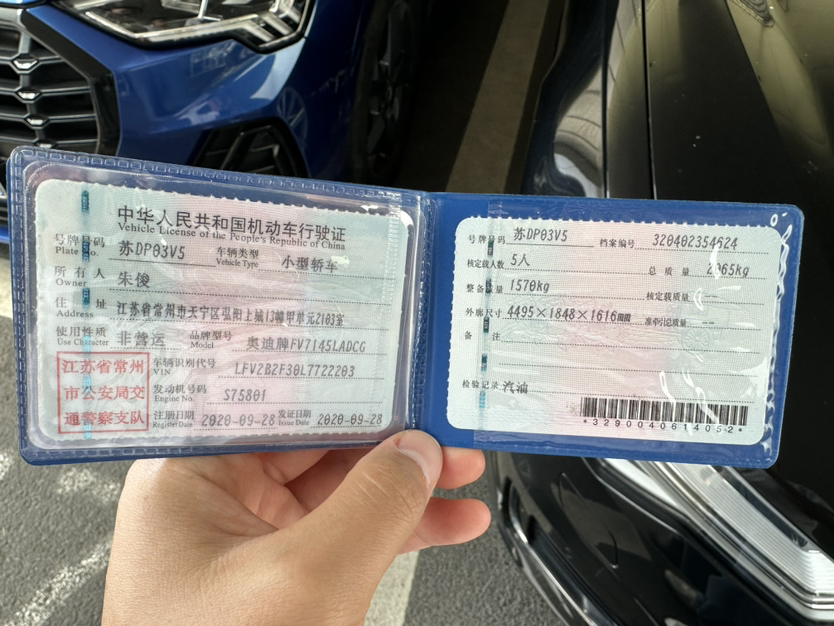 中华人民共和国机动车行驶证
Vehicle License of the People's Republic of China
号牌号码 苏DP03V5 车辆类型 小型轿车
Plate No. Vehicle Type
所有人 朱俊
Owner
住址 江苏省常州市天宁区弘阳上城13幢甲单元2103室
Address
使用性质 非营运 品牌型号 奥迪牌FV7145LADCG
Use Character Model
江苏省常州
市公安局交
通警察支队
车辆识别代号 LFV2B2F30L7722203
VIN
发动机号码 S75801
Engine No.
注册日期 2020-09-28 发证日期 2020-09-28
Register Date Issue Date
号牌号码 苏DP03V5 档案编号 320402354624
核定载人数 5人 总质量
整备质量 1570kg 核定载质量 --
外廓尺寸 4495×1848×1616 准牵引总质量 --
备注
检验记录 汽油
*3290040614052*